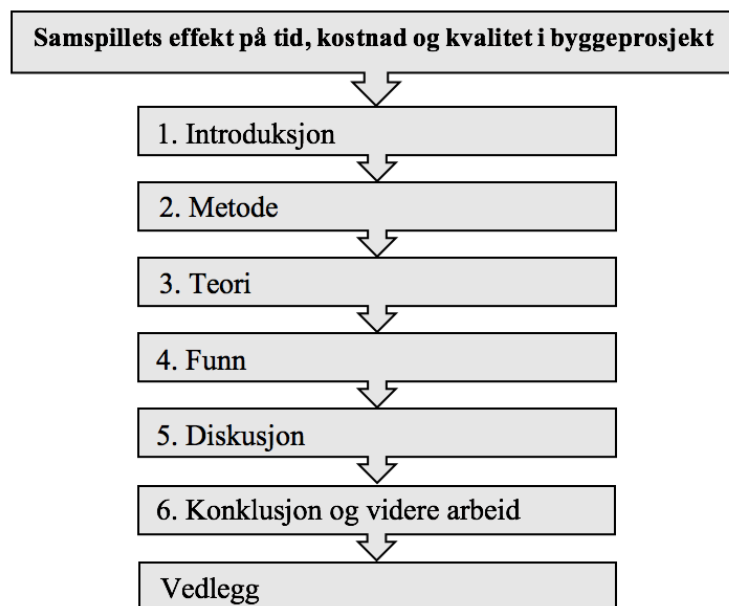 Samspillets effekt på tid, kostnad og kvalitet i byggeprosjekt
1. Introduksjon
2. Metode
3. Teori
4. Funn
5. Diskusjon
6. Konklusjon og videre arbeid
Vedlegg